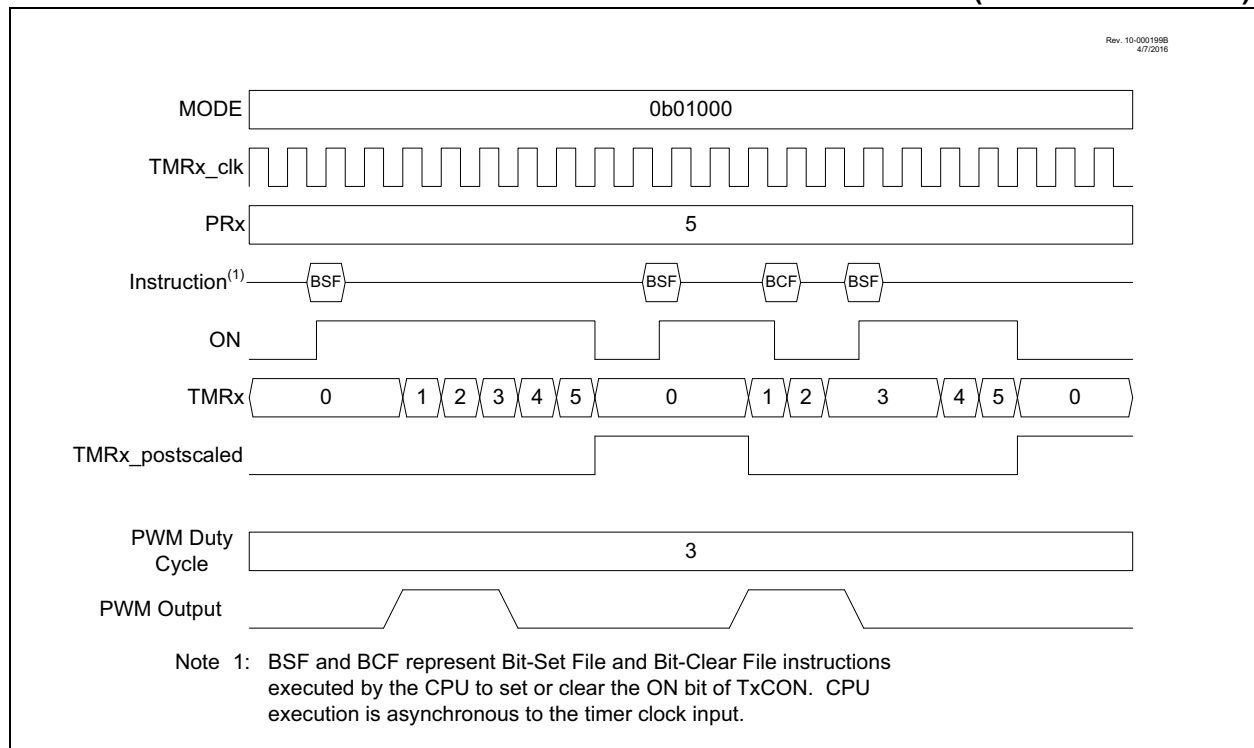 Rev. 10-000199B
4/7/2016
MODE 0b01000
TMRx_clk
PRx 5
Instruction(1) BSF BSF BCF BSF
ON
TMRx 0 1 2 3 4 5 0 1 2 3 4 5 0
TMRx_postscaled
PWM Duty
Cycle 3
PWM Output
Note 1: BSF and BCF represent Bit-Set File and Bit-Clear File instructions
executed by the CPU to set or clear the ON bit of TxCON. CPU
execution is asynchronous to the timer clock input.